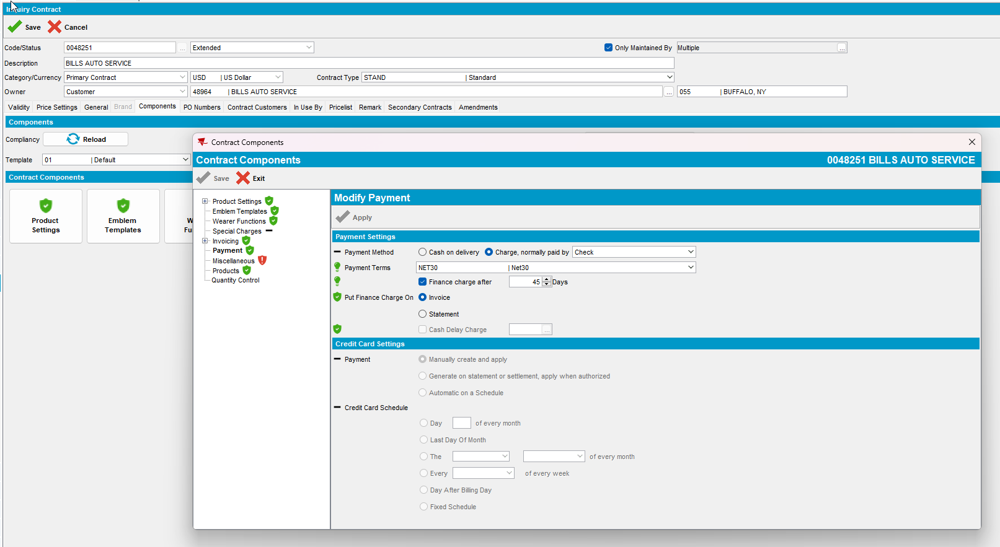 Inquiry Contract
Save Cancel
Code/Status 0048251 ... Extended Only Maintained By Multiple ...
Description BILLS AUTO SERVICE
Category/Currency Primary Contract USD | US Dollar Contract Type STAND | Standard
Owner Customer 48964 | BILLS AUTO SERVICE ... 055 | BUFFALO, NY
Validity Price Settings General Brand Components PO Numbers Contract Customers In Use By Pricelist Remark Secondary Contracts Amendments
Components
Compliancy Reload
Template 01 | Default
Contract Components
Product Settings
Emblem Templates
Contract Components
Contract Components 0048251 BILLS AUTO SERVICE
Save Exit
Product Settings
Emblem Templates
Wearer Functions
Special Charges
Invoicing
Payment
Miscellaneous
Products
Quantity Control
Modify Payment
Apply
Payment Settings
Payment Method Cash on delivery Charge, normally paid by Check
Payment Terms NET30 | Net30
Finance charge after 45 Days
Put Finance Charge On Invoice
Statement
Cash Delay Charge ...
Credit Card Settings
Payment Manually create and apply
Generate on statement or settlement, apply when authorized
Automatic on a Schedule
Credit Card Schedule
Day of every month
Last Day Of Month
The of every month
Every of every week
Day After Billing Day
Fixed Schedule